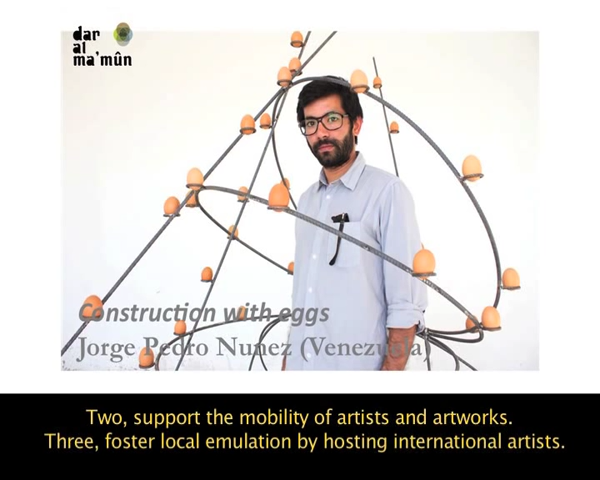 dar
al
ma'mûn
Construction with eggs
Jorge Pedro Nunez (Venezuela)
Two, support the mobility of artists and artworks.
Three, foster local emulation by hosting international artists.